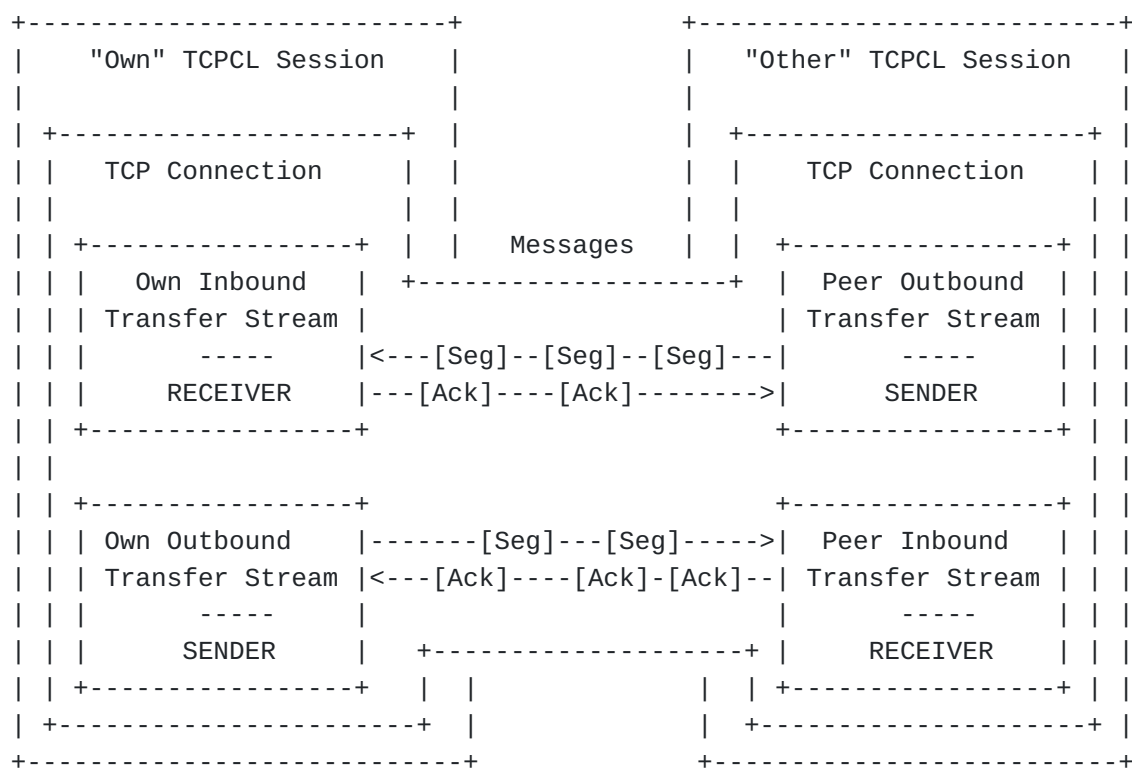 "Own" TCPCL Session "Other" TCPCL Session
TCP Connection TCP Connection
Messages
Own Inbound Peer Outbound
Transfer Stream Transfer Stream
----- <---[Seg]--[Seg]--[Seg]--- -----
RECEIVER ---[Ack]----[Ack]--------> SENDER
Own Outbound -------[Seg]---[Seg]-----> Peer Inbound
Transfer Stream <---[Ack]----[Ack]-[Ack]-- Transfer Stream
----- -----
SENDER RECEIVER